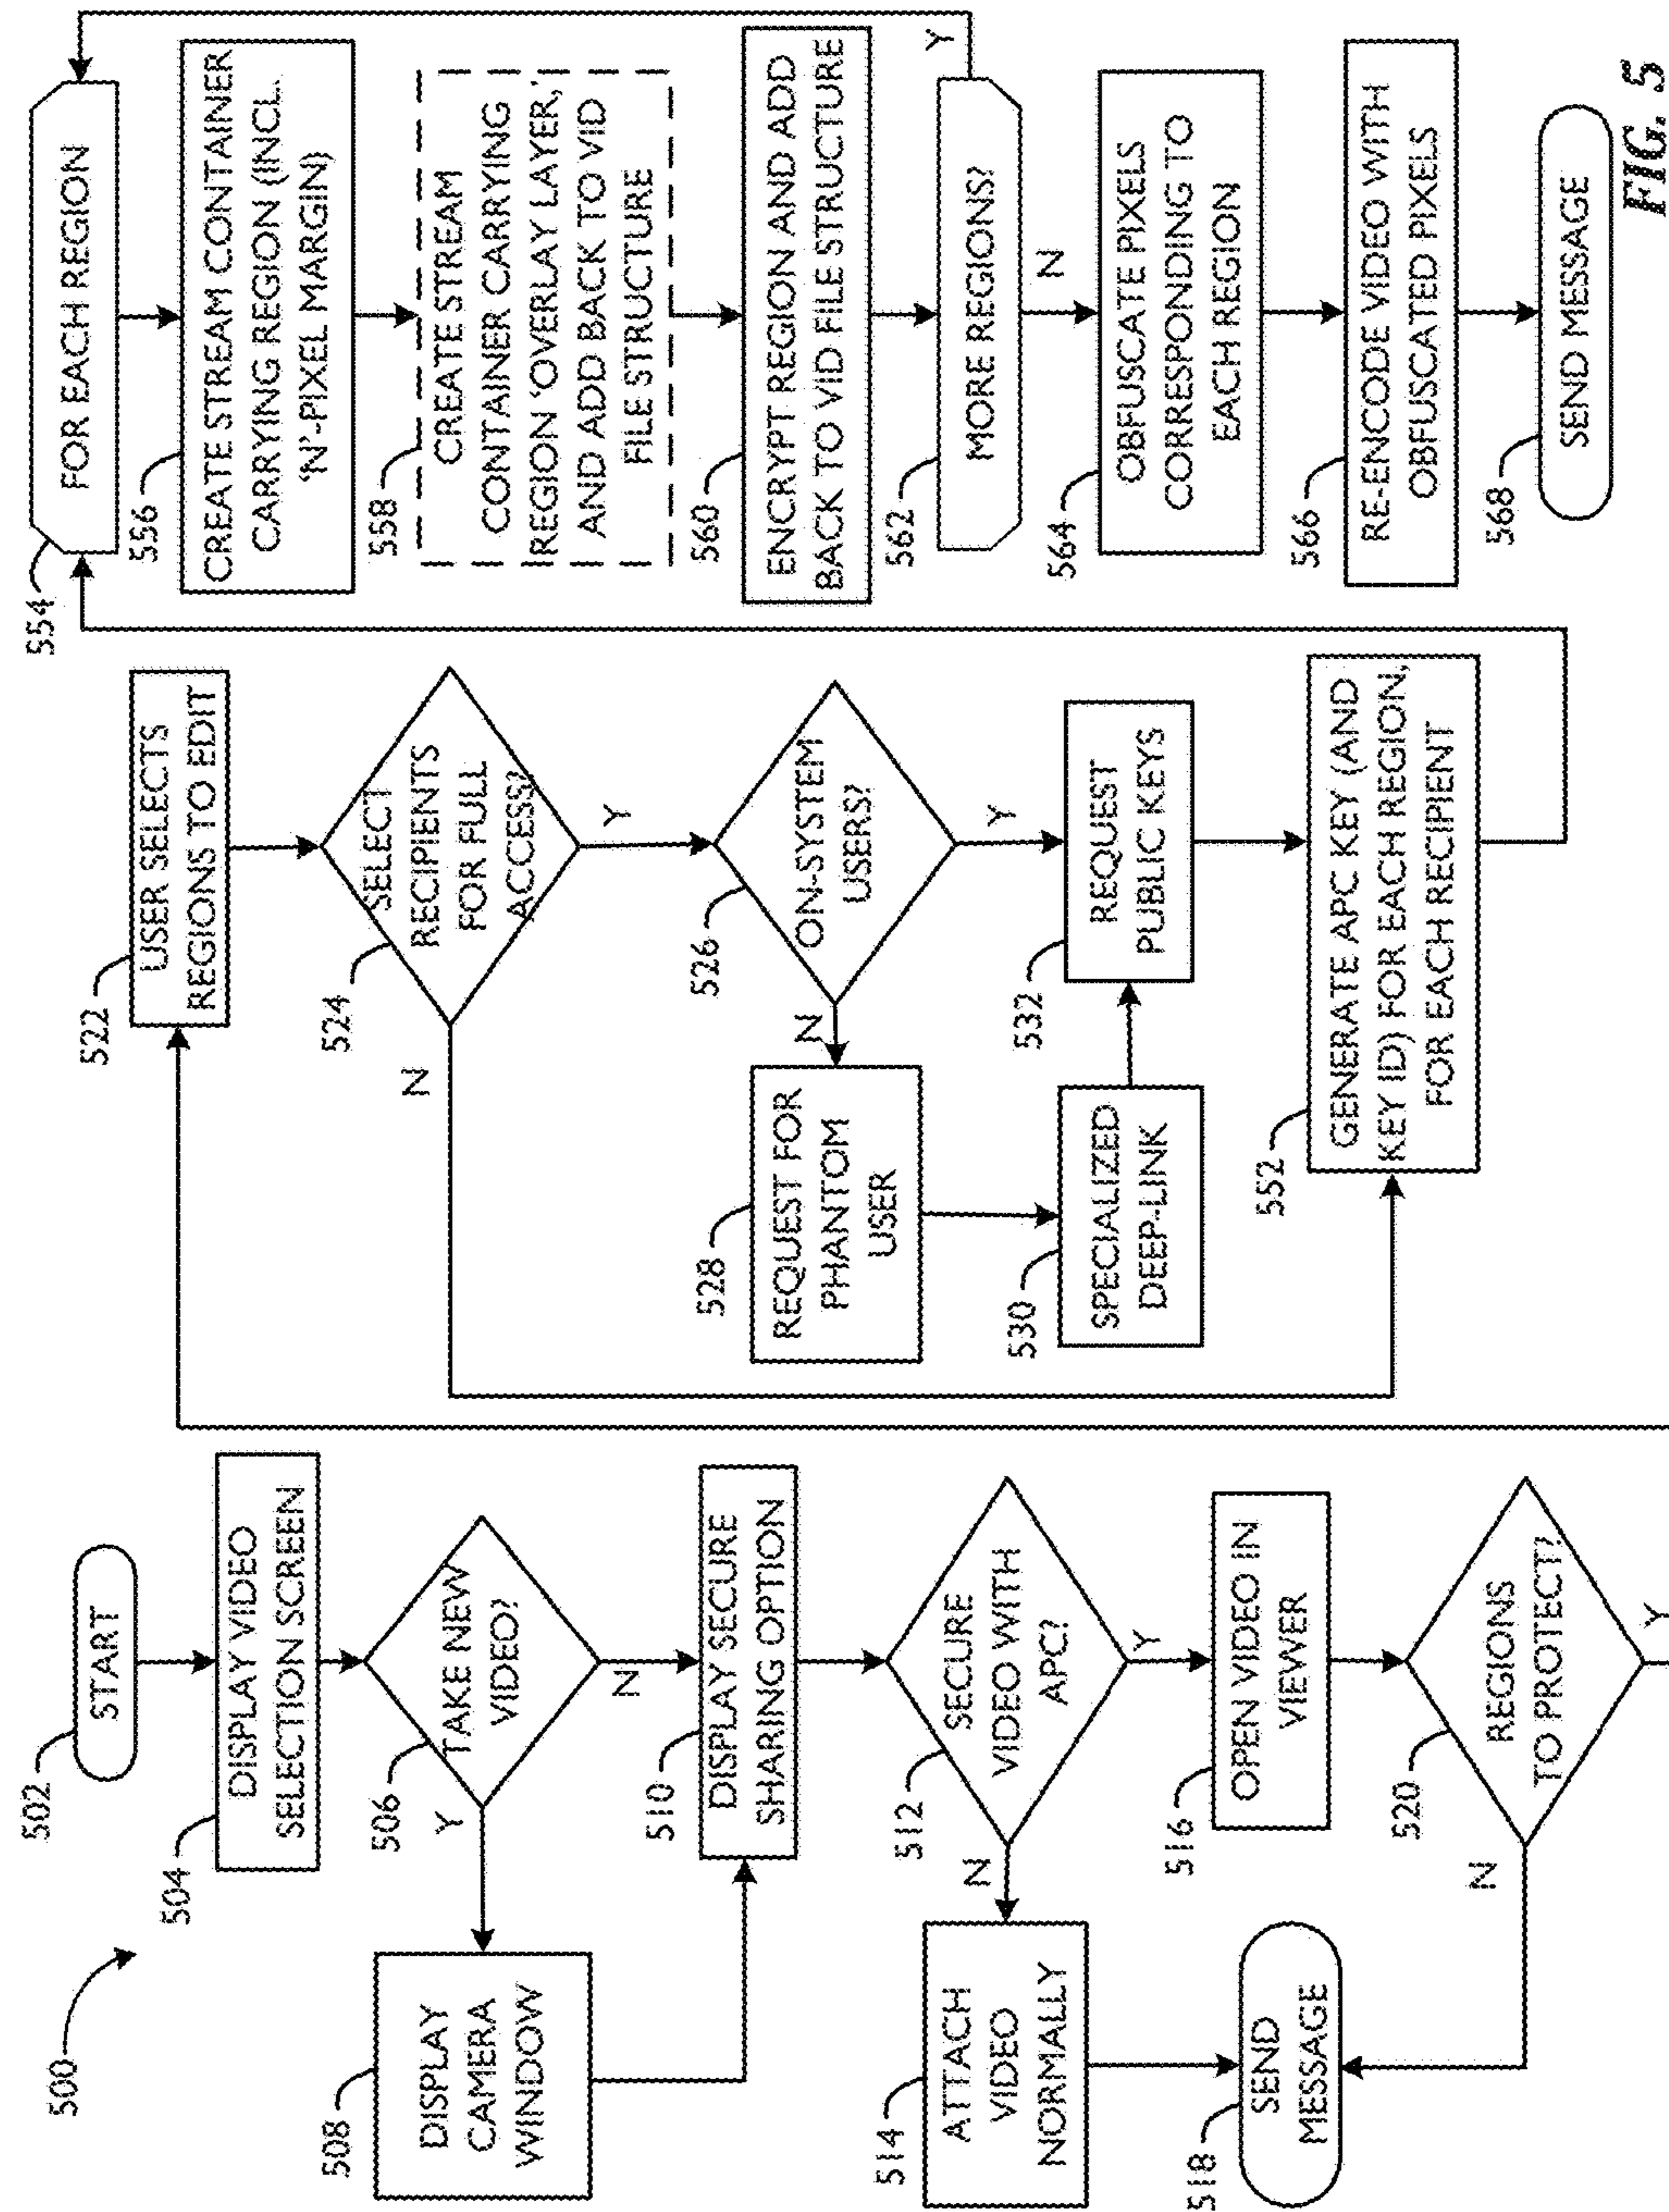 500
502
START
504
DISPLAY VIDEO
SELECTION SCREEN
506
TAKE NEW
VIDEO?
Y
N
508
DISPLAY
CAMERA
WINDOW
510
DISPLAY SECURE
SHARING OPTION
512
SECURE
VIDEO WITH
APC?
N
Y
514
ATTACH
VIDEO
NORMALLY
516
OPEN VIDEO IN
VIEWER
518
SEND
MESSAGE
520
REGIONS
TO PROTECT?
N
Y
522
USER SELECTS
REGIONS TO EDIT
524
SELECT
RECIPIENTS
FOR FULL
ACCESS?
N
Y
526
ON-SYSTEM
USERS?
N
Y
528
REQUEST FOR
PHANTOM
USER
530
SPECIALIZED
DEEP-LINK
532
REQUEST
PUBLIC KEYS
552
GENERATE APC KEY (AND
KEY ID) FOR EACH REGION,
FOR EACH RECIPIENT
554
FOR EACH REGION
556
CREATE STREAM CONTAINER
CARRYING REGION (INCL.
'N'-PIXEL MARGIN)
558
CREATE STREAM
CONTAINER CARRYING
REGION 'OVERLAY LAYER,'
AND ADD BACK TO VID
FILE STRUCTURE
560
ENCRYPT REGION AND ADD
BACK TO VID FILE STRUCTURE
562
MORE REGIONS?
Y
N
564
OBFUSCATE PIXELS
CORRESPONDING TO
EACH REGION
566
RE-ENCODE VIDEO WITH
OBFUSCATED PIXELS
568
SEND MESSAGE
FIG. 5